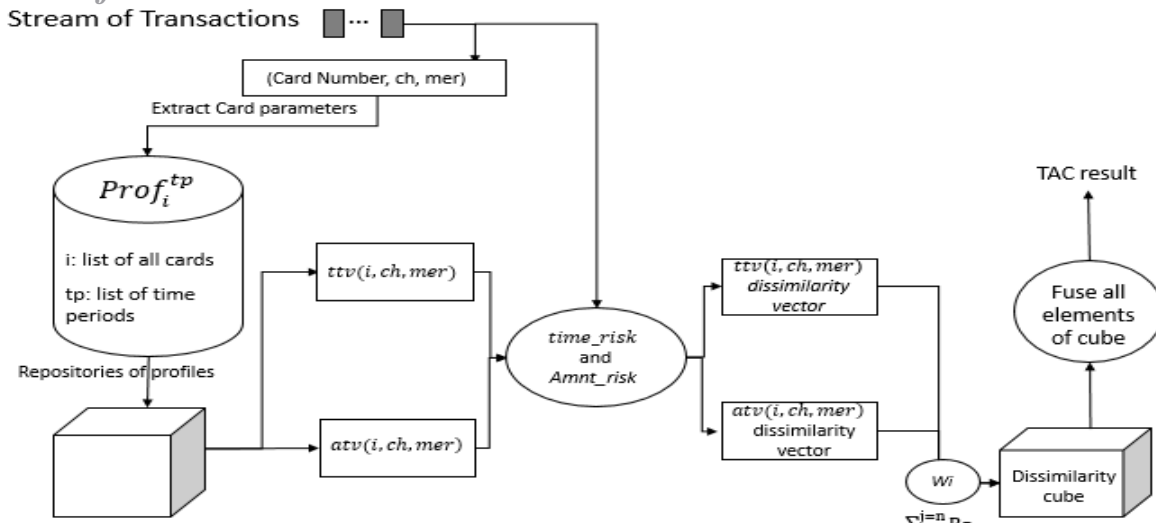 Stream of Transactions
...
(Card Number, ch, mer)
Extract Card parameters
Prof_i^{tp}
i: list of all cards
tp: list of time
periods
Repositories of profiles
ttv(i, ch, mer)
atv(i, ch, mer)
time_risk
and
Amnt_risk
ttv(i, ch, mer)
dissimilarity
vector
atv(i, ch, mer)
dissimilarity
vector
Wi
Dissimilarity
cube
Fuse all
elements
of cube
TAC result